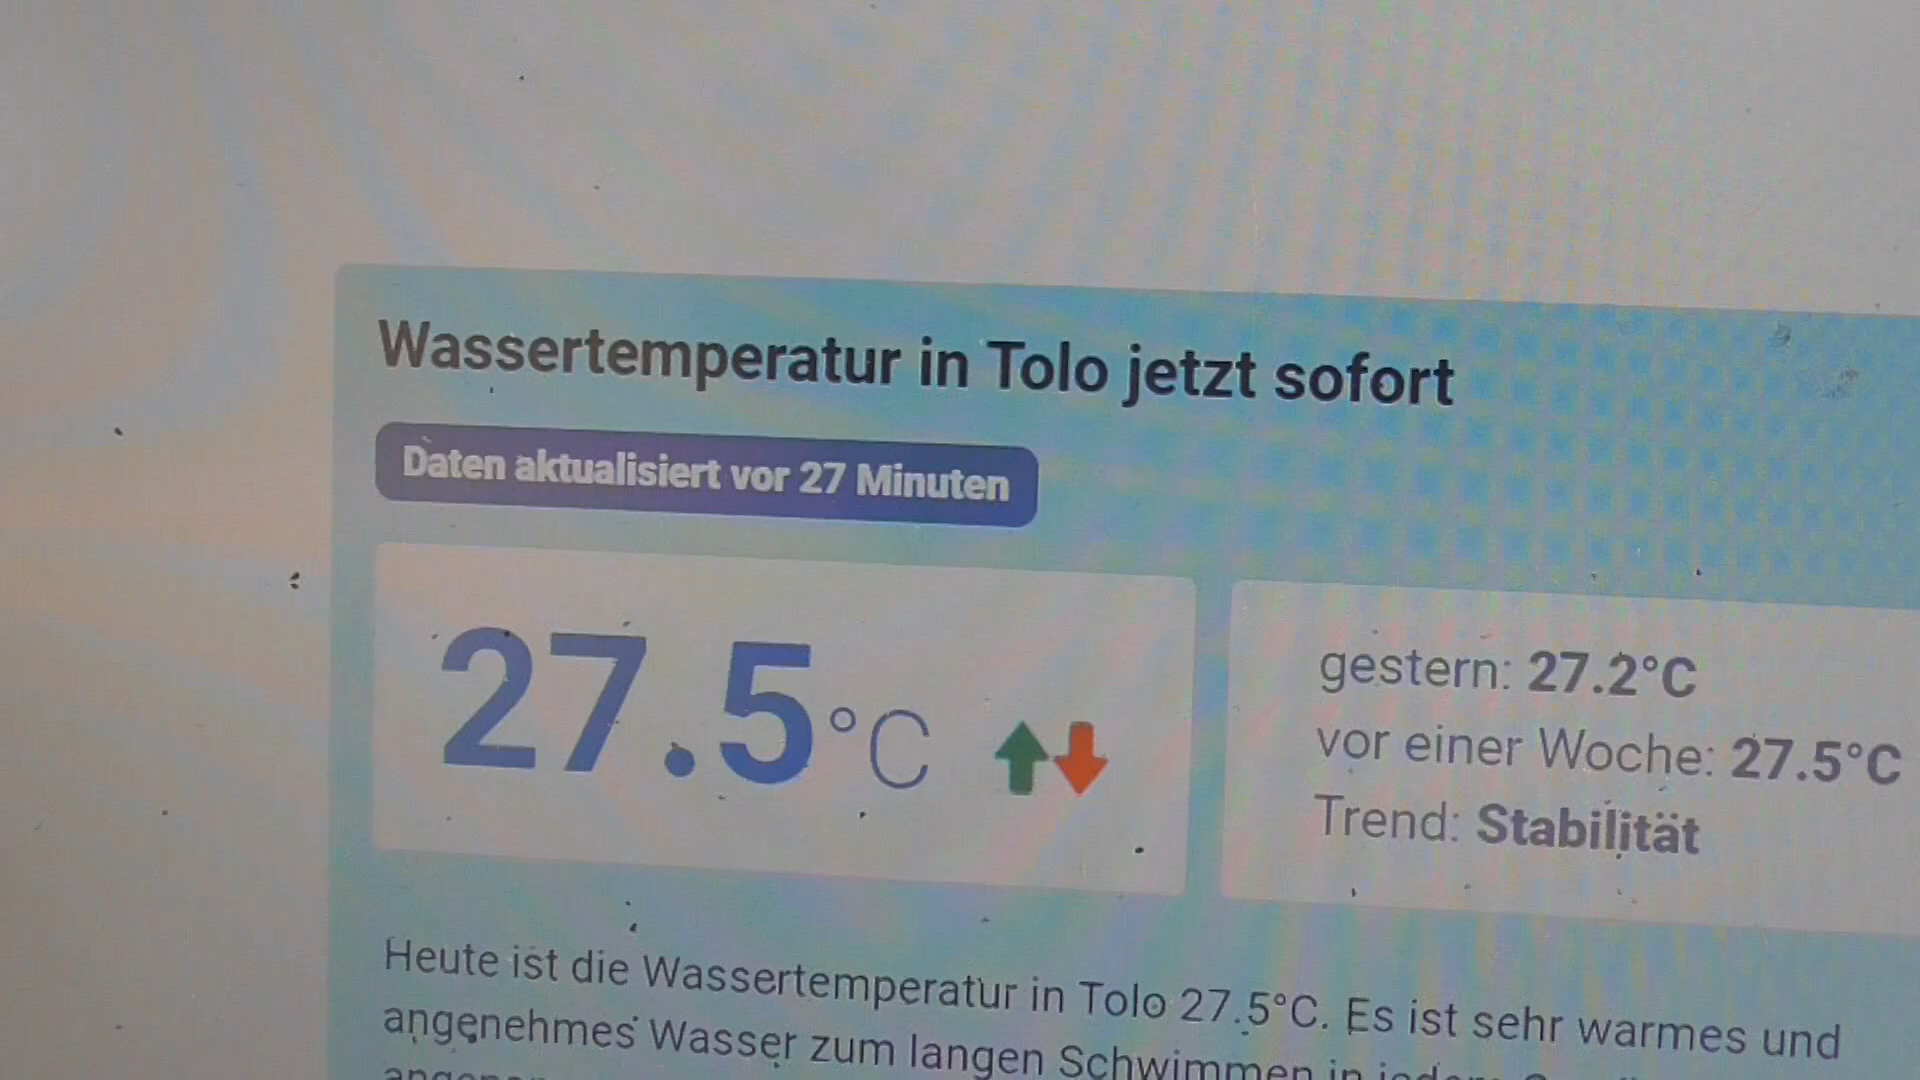 Wassertemperatur in Tolo jetzt sofort
Daten aktualisiert vor 27 Minuten
27.5°C
gestern: 27.2°C
vor einer Woche: 27.5°C
Trend: Stabilität
Heute ist die Wassertemperatur in Tolo 27.5°C. Es ist sehr warmes und
angenehmes Wasser zum langen Schwimmen in